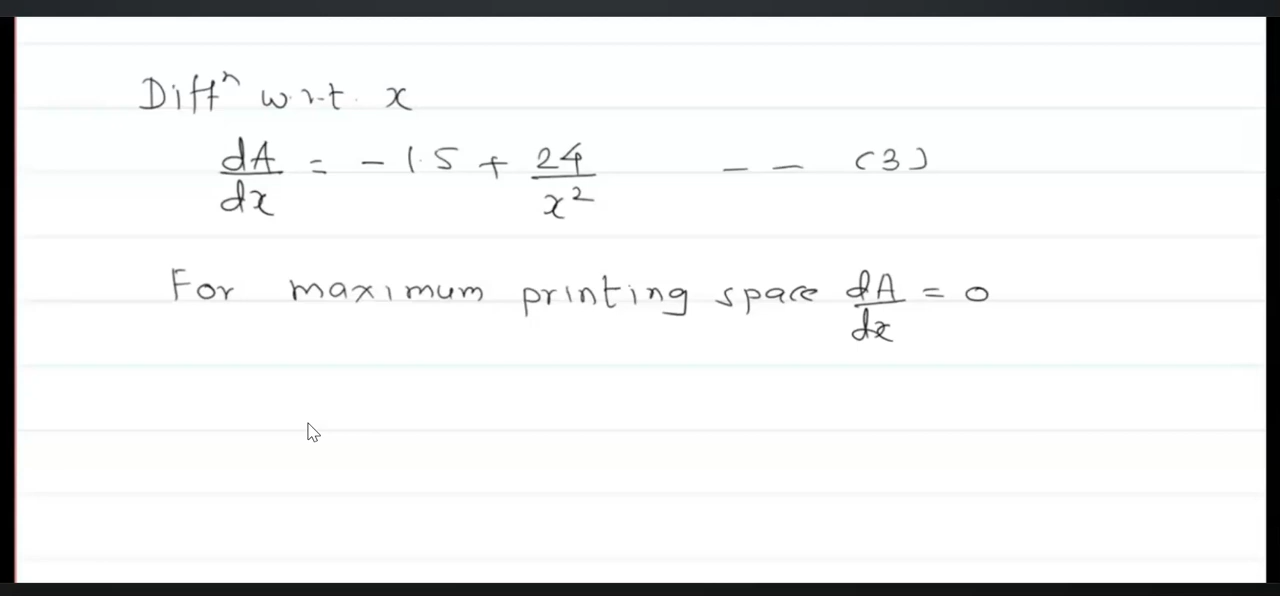 Diffⁿ w.r.t. x
dA/dx = - 1.5 + 24/x² - - (3)
For maximum printing space dA/dx = 0